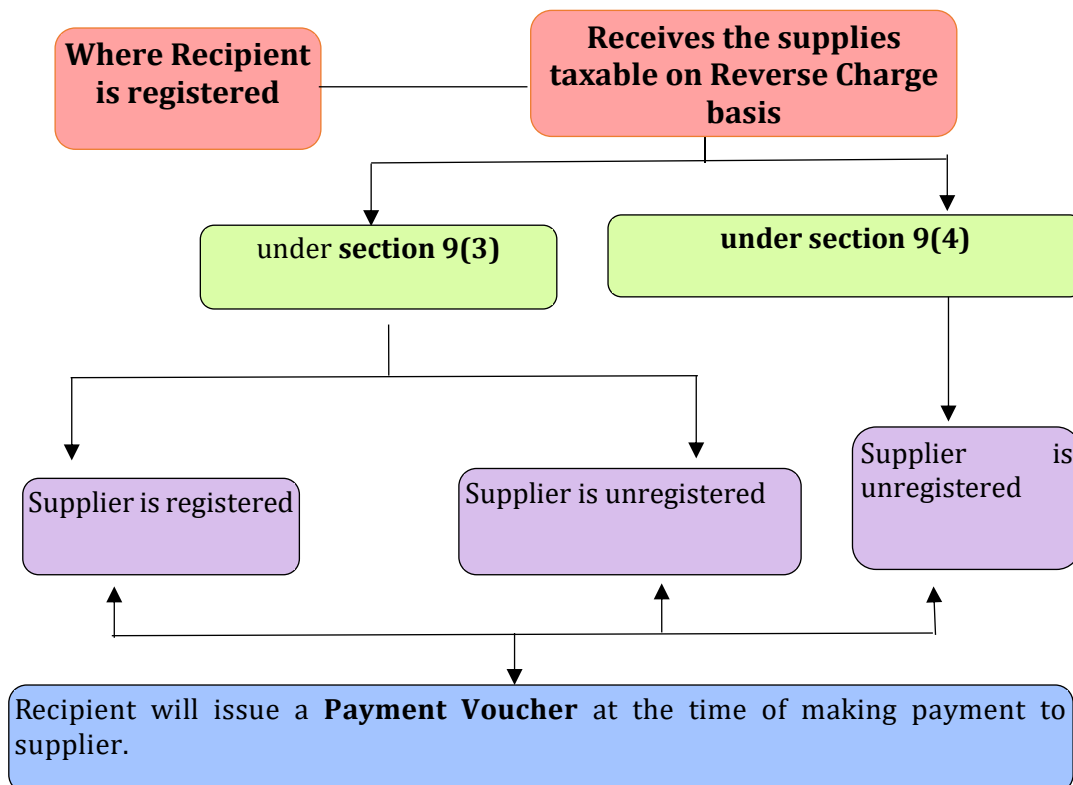 Where Recipient
is registered
Receives the supplies
taxable on Reverse Charge
basis
under section 9(3)
under section 9(4)
Supplier is registered
Supplier is unregistered
Supplier is
unregistered
Recipient will issue a Payment Voucher at the time of making payment to
supplier.